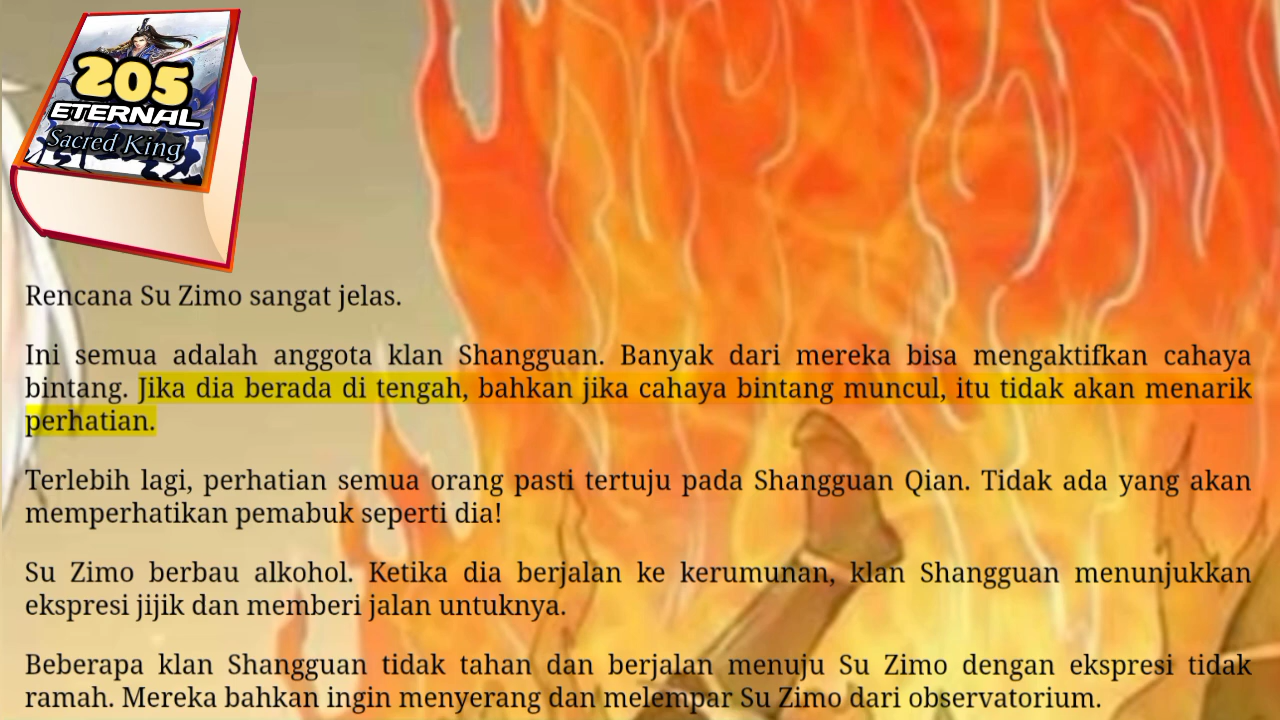 205
ETERNAL
Sacred King
Rencana Su Zimo sangat jelas.
Ini semua adalah anggota klan Shangguan. Banyak dari mereka bisa mengaktifkan cahaya
bintang. Jika dia berada di tengah, bahkan jika cahaya bintang muncul, itu tidak akan menarik
perhatian.
Terlebih lagi, perhatian semua orang pasti tertuju pada Shangguan Qian. Tidak ada yang akan
memperhatikan pemabuk seperti dia!
Su Zimo berbau alkohol. Ketika dia berjalan ke kerumunan, klan Shangguan menunjukkan
ekspresi jijik dan memberi jalan untuknya.
Beberapa klan Shangguan tidak tahan dan berjalan menuju Su Zimo dengan ekspresi tidak
ramah. Mereka bahkan ingin menyerang dan melempar Su Zimo dari observatorium.